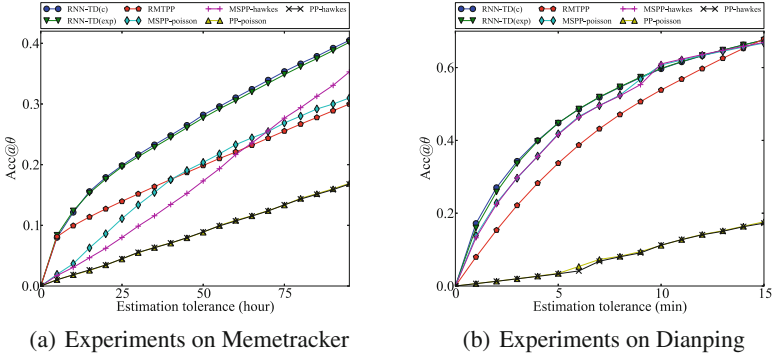 RNN-TD(c) RMTPP MSPP-hawkes PP-hawkes
RNN-TD(exp) MSPP-poisson PP-poisson
0.4
0.3
0.2
0.1
0.0
Acc@θ
0 25 50 75
Estimation tolerance (hour)
(a) Experiments on Memetracker
RNN-TD(c) RMTPP MSPP-hawkes PP-hawkes
RNN-TD(exp) MSPP-poisson PP-poisson
0.6
0.4
0.2
0.0
Acc@θ
0 5 10 15
Estimation tolerance (min)
(b) Experiments on Dianping